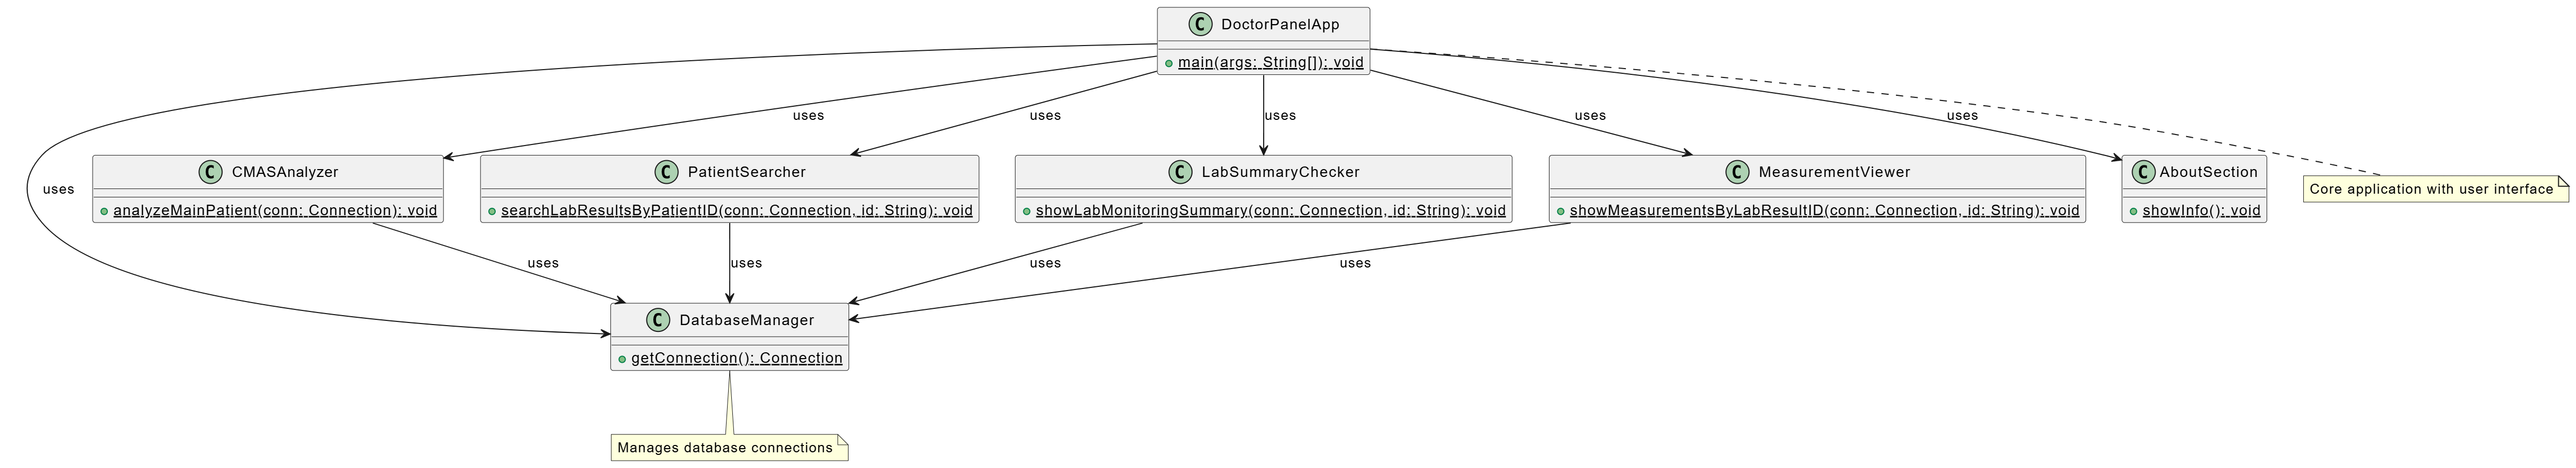 C DoctorPanelApp
main(args: String[]): void
uses
uses
uses
uses
uses
uses
C CMASAnalyzer
analyzeMainPatient(conn: Connection): void
C PatientSearcher
searchLabResultsByPatientID(conn: Connection, id: String): void
C LabSummaryChecker
showLabMonitoringSummary(conn: Connection, id: String): void
C MeasurementViewer
showMeasurementsByLabResultID(conn: Connection, id: String): void
C AboutSection
showInfo(): void
Core application with user interface
uses
uses
uses
uses
C DatabaseManager
getConnection(): Connection
Manages database connections